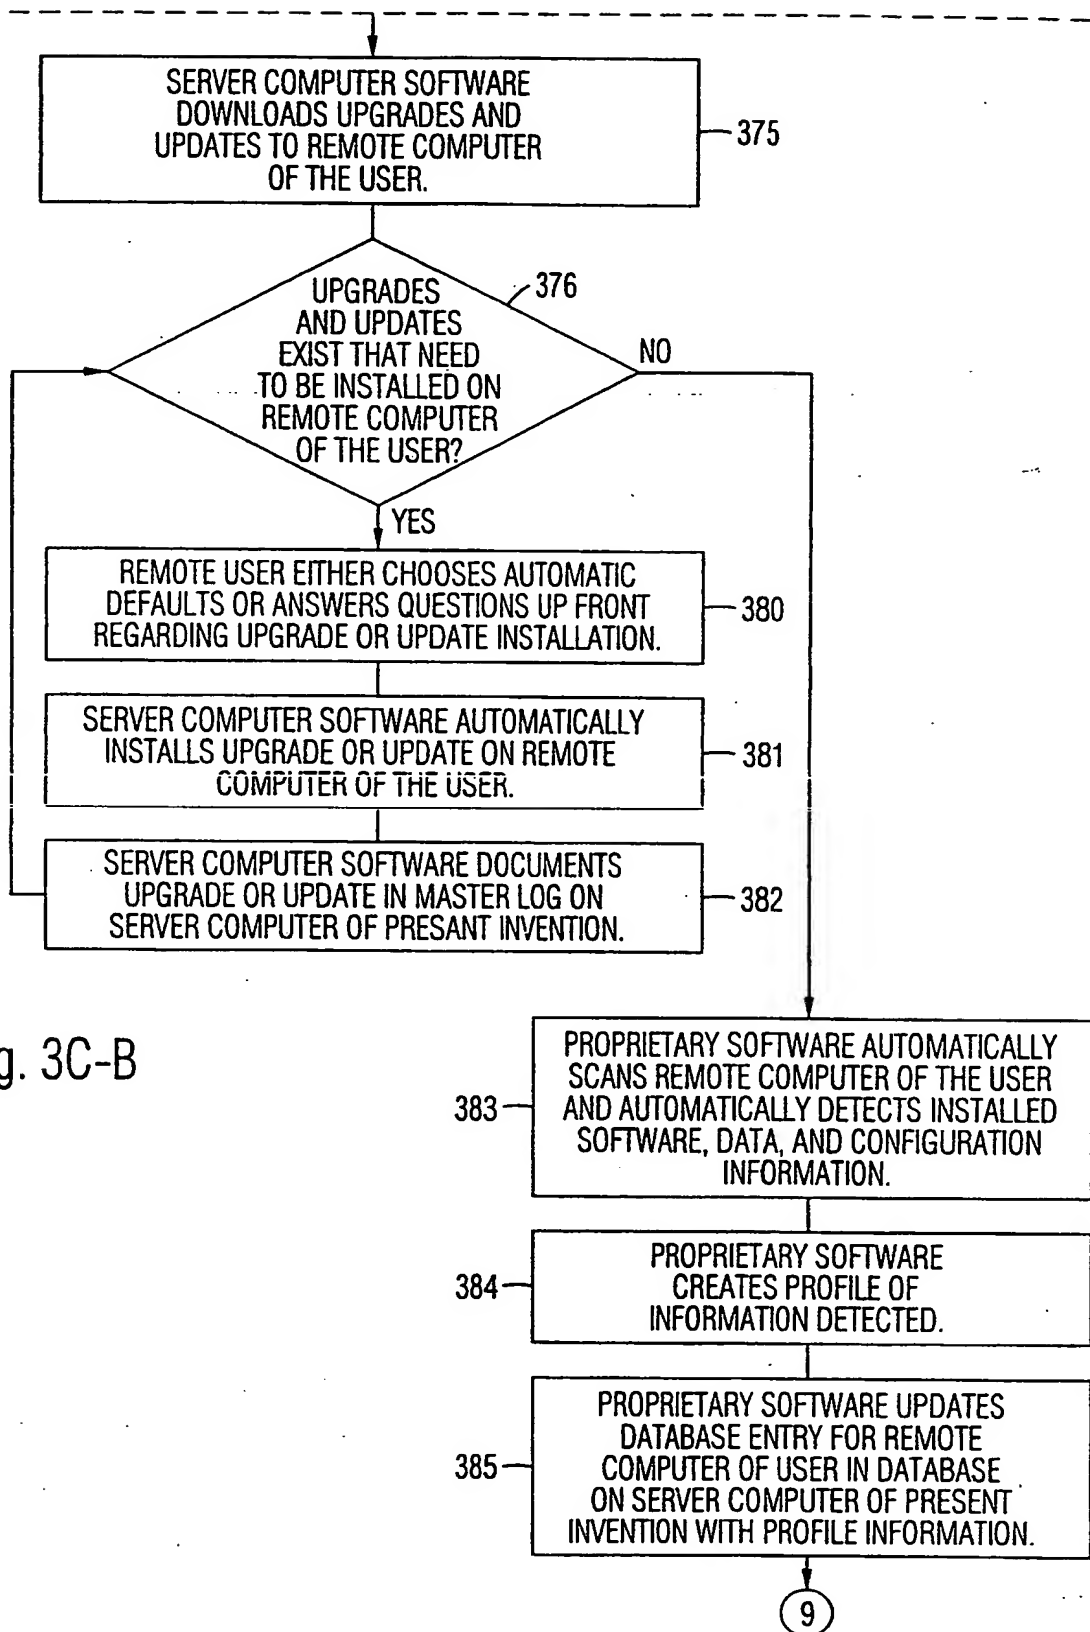 SERVER COMPUTER SOFTWARE
DOWNLOADS UPGRADES AND
UPDATES TO REMOTE COMPUTER
OF THE USER.
375
376
UPGRADES
AND UPDATES
EXIST THAT NEED
TO BE INSTALLED ON
REMOTE COMPUTER
OF THE USER?
NO
YES
REMOTE USER EITHER CHOOSES AUTOMATIC
DEFAULTS OR ANSWERS QUESTIONS UP FRONT
REGARDING UPGRADE OR UPDATE INSTALLATION.
380
SERVER COMPUTER SOFTWARE AUTOMATICALLY
INSTALLS UPGRADE OR UPDATE ON REMOTE
COMPUTER OF THE USER.
381
SERVER COMPUTER SOFTWARE DOCUMENTS
UPGRADE OR UPDATE IN MASTER LOG ON
SERVER COMPUTER OF PRESANT INVENTION.
382
g. 3C-B
PROPRIETARY SOFTWARE AUTOMATICALLY
SCANS REMOTE COMPUTER OF THE USER
AND AUTOMATICALLY DETECTS INSTALLED
SOFTWARE, DATA, AND CONFIGURATION
INFORMATION.
383
PROPRIETARY SOFTWARE
CREATES PROFILE OF
INFORMATION DETECTED.
384
PROPRIETARY SOFTWARE UPDATES
DATABASE ENTRY FOR REMOTE
COMPUTER OF USER IN DATABASE
ON SERVER COMPUTER OF PRESENT
INVENTION WITH PROFILE INFORMATION.
385
9